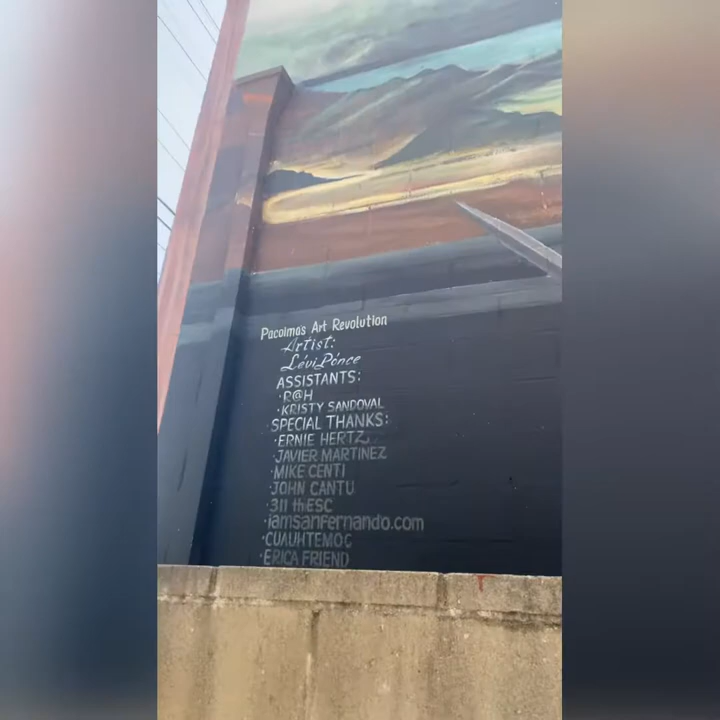 Pacoima's Art Revolution
Artist:
Levi Ponce
ASSISTANTS:
·R@H
·KRISTY SANDOVAL
SPECIAL THANKS:
·ERNIE HERTZ
·JAVIER MARTINEZ
·MIKE CENTI
·JOHN CANTU
·311 thESC
·iamsanfernando.com
·CUAUHTEMOC
·ERICA FRIEND